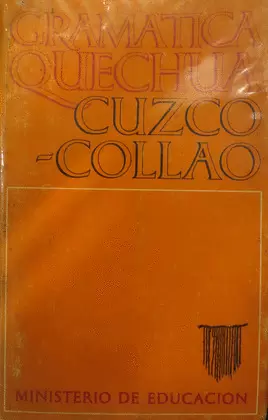 GRAMATICA
QUECHUA
CUZCO
-COLLAO
MINISTERIO DE EDUCACION